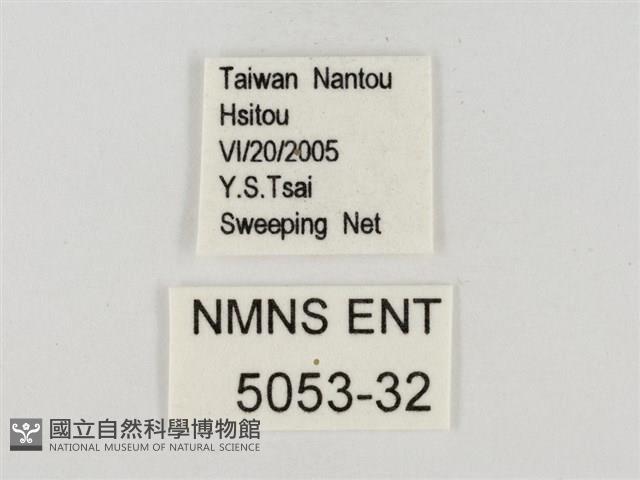 Taiwan Nantou
Hsitou
VI/20/2005
Y.S.Tsai
Sweeping Net
NMNS ENT
5053-32
國立自然科學博物館
NATIONAL MUSEUM OF NATURAL SCIENCE